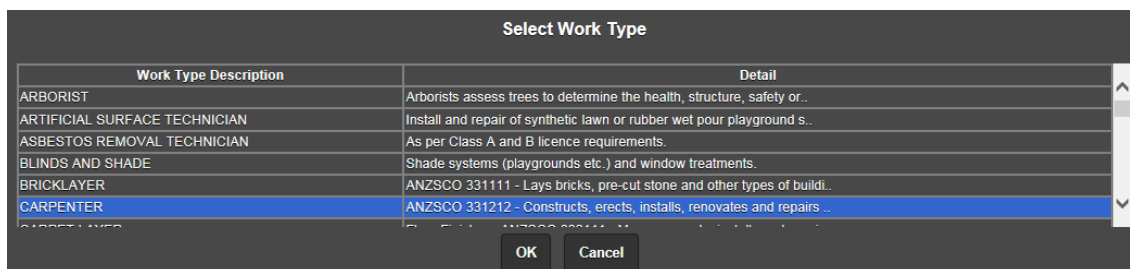 Select Work Type
Work Type Description Detail
ARBORIST Arborists assess trees to determine the health, structure, safety or..
ARTIFICIAL SURFACE TECHNICIAN Install and repair of synthetic lawn or rubber wet pour playground s..
ASBESTOS REMOVAL TECHNICIAN As per Class A and B licence requirements.
BLINDS AND SHADE Shade systems (playgrounds etc.) and window treatments.
BRICKLAYER ANZSCO 331111 - Lays bricks, pre-cut stone and other types of buildi..
CARPENTER ANZSCO 331212 - Constructs, erects, installs, renovates and repairs ..
OK Cancel